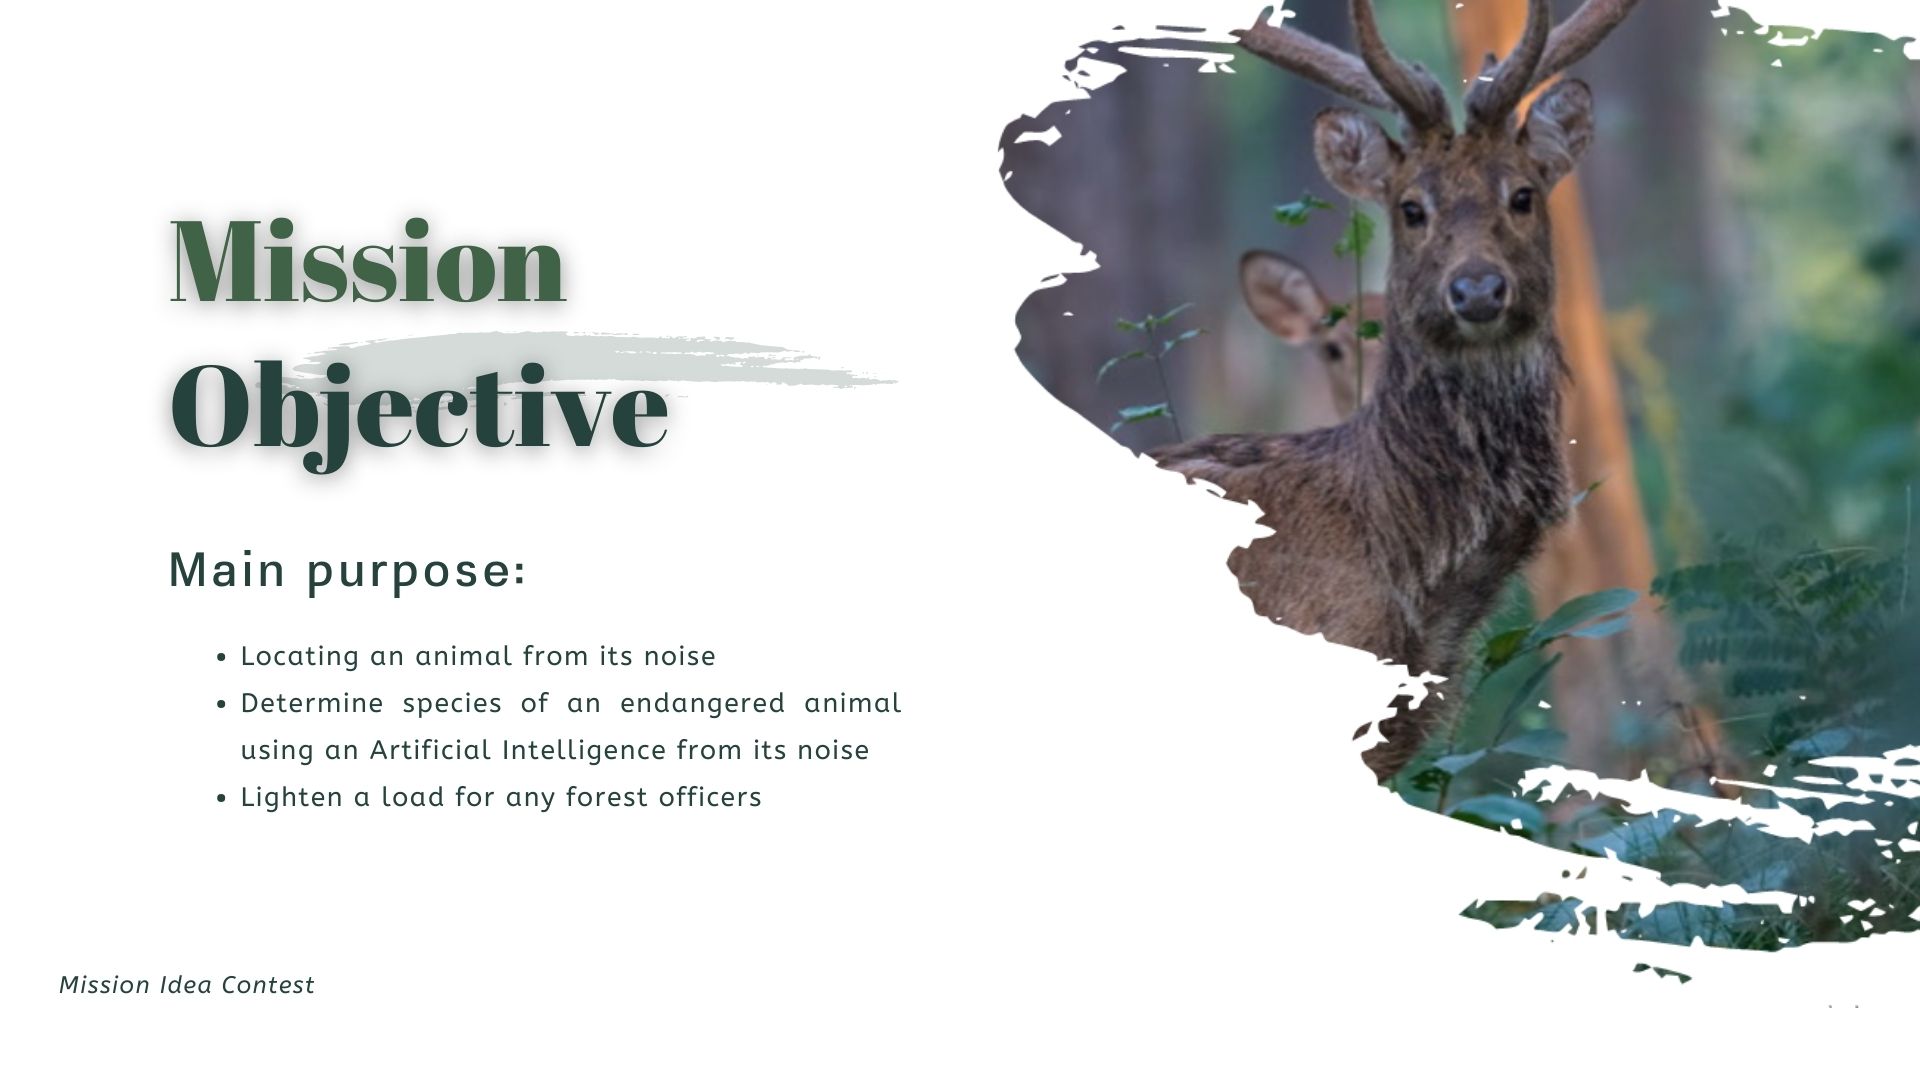 Mission
Objective
Main purpose:
• Locating an animal from its noise
• Determine species of an endangered animal
using an Artificial Intelligence from its noise
• Lighten a load for any forest officers
Mission Idea Contest